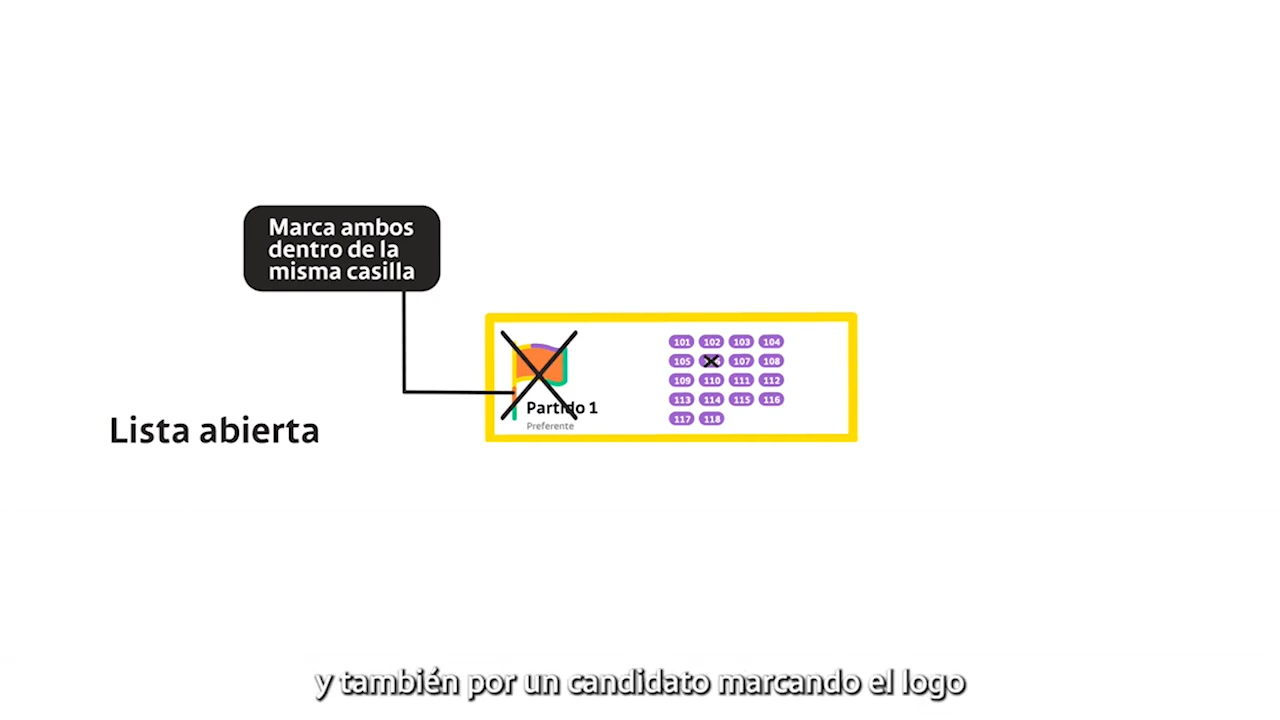 Marca ambos
dentro de la
misma casilla
101 102 103 104
105 107 108
109 110 111 112
113 114 115 116
117 118
Partido 1
Preferente
Lista abierta
y también por un candidato marcando el logo